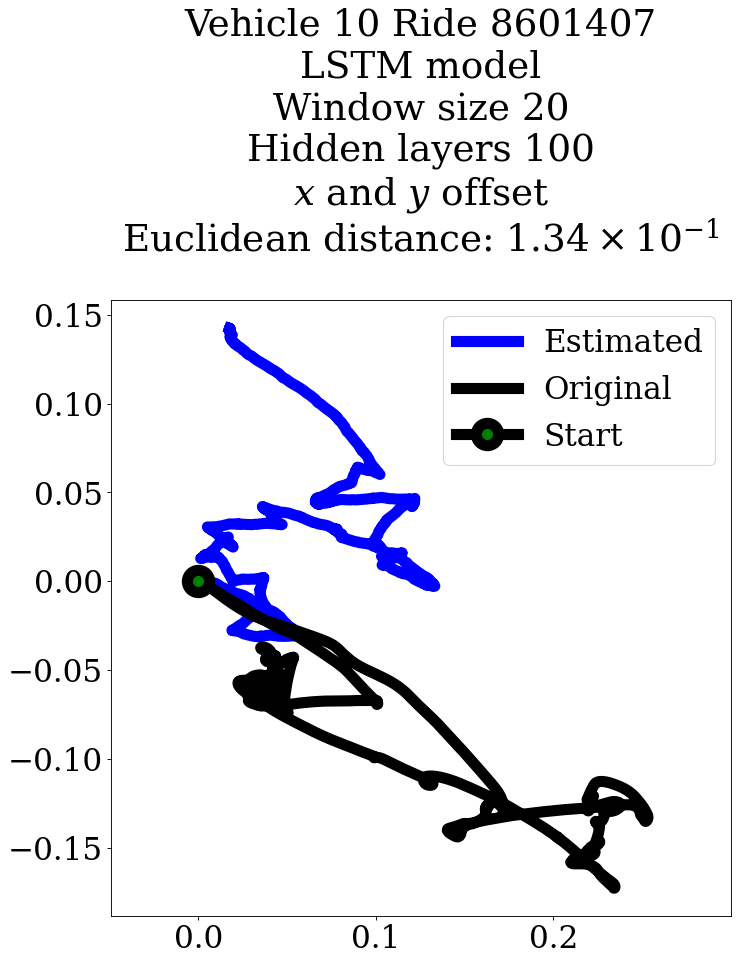 Vehicle 10 Ride 8601407
LSTM model
Window size 20
Hidden layers 100
x and y offset
Euclidean distance: 1.34 × 10⁻¹
0.15
0.10
0.05
0.00
−0.05
−0.10
−0.15
Estimated
Original
Start
0.0 0.1 0.2